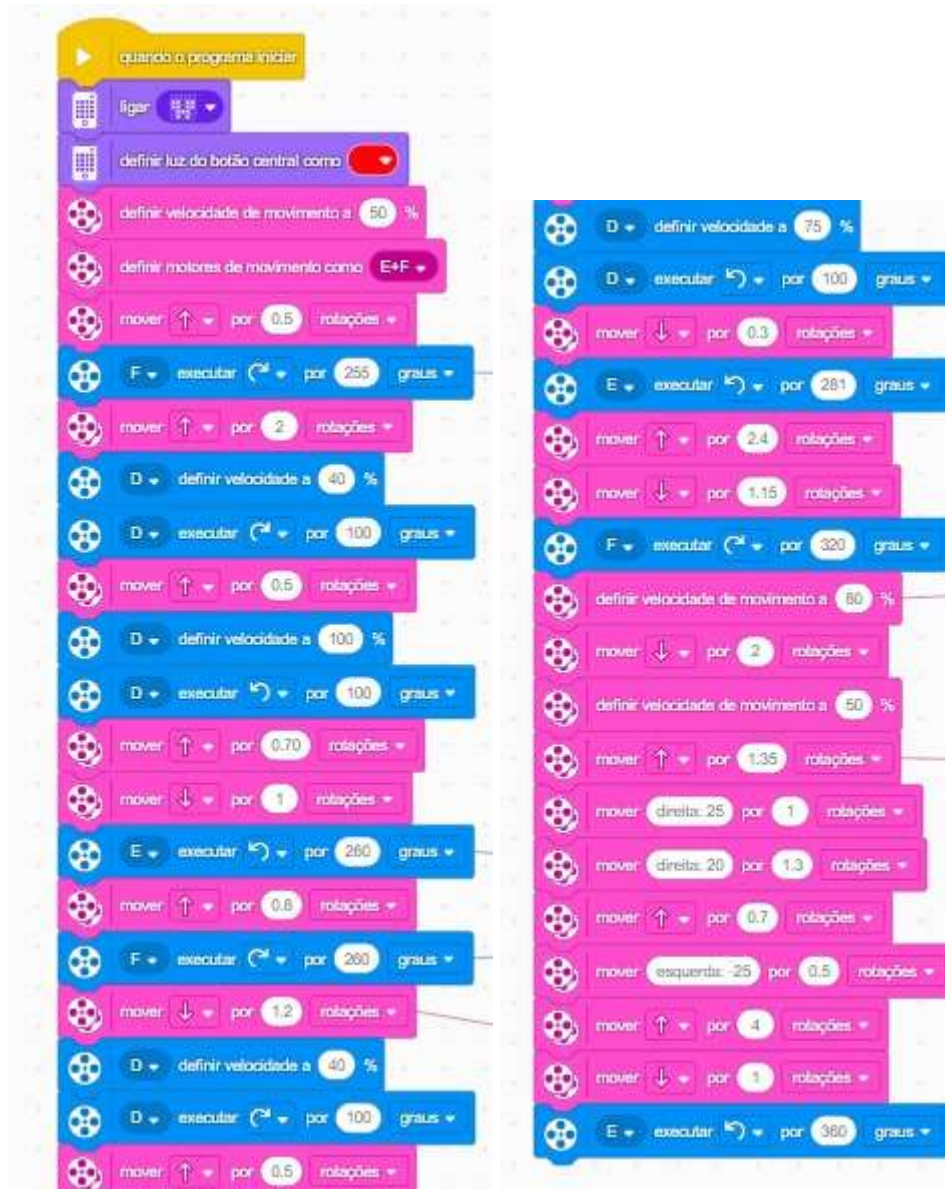 quando o programa iniciar
ligar
definir luz do botão central como
definir velocidade de movimento a 50 %
definir motores de movimento como E+F
mover por 0.5 rotações
F executar por 255 graus
mover por 2 rotações
D definir velocidade a 40 %
D executar por 100 graus
mover por 0.5 rotações
D definir velocidade a 100 %
D executar por 100 graus
mover por 0.70 rotações
mover por 1 rotações
E executar por 260 graus
mover por 0.8 rotações
F executar por 260 graus
mover por 1.2 rotações
D definir velocidade a 40 %
D executar por 100 graus
mover por 0.5 rotações
D definir velocidade a 75 %
D executar por 100 graus
mover por 0.3 rotações
E executar por 281 graus
mover por 2.4 rotações
mover por 1.15 rotações
F executar por 320 graus
definir velocidade de movimento a %
mover por 2 rotações
definir velocidade de movimento a 50 %
mover por 1.35 rotações
mover direita: 25 por 1 rotações
mover direita: 20 por 1.3 rotações
mover por 0.7 rotações
mover esquerda: -25 por 0.5 rotações
mover por 4 rotações
mover por 1 rotações
E executar por 360 graus